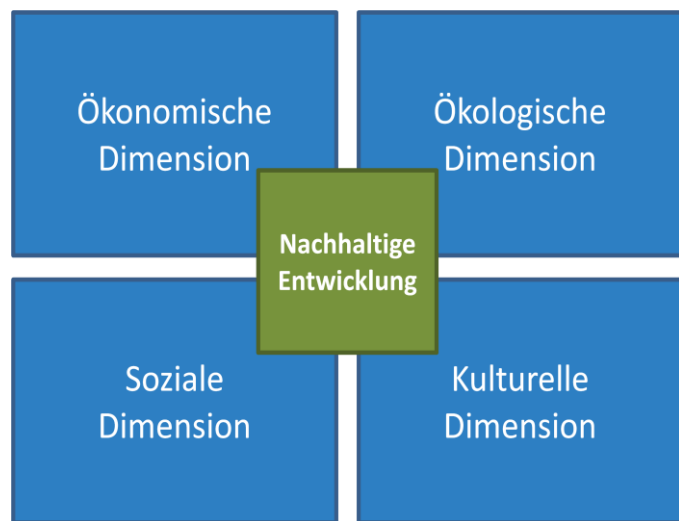 Ökonomische
Dimension
Ökologische
Dimension
Nachhaltige
Entwicklung
Soziale
Dimension
Kulturelle
Dimension